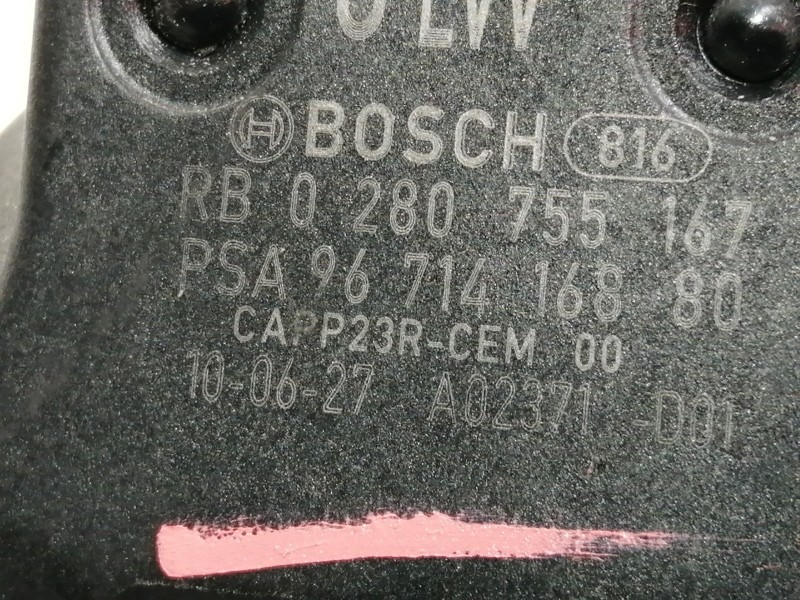 BOSCH 816
RB 0 280 755 167
PSA 96 714 168 80
CAPP23R-CEM 00
10-06-27 A02371 -D01